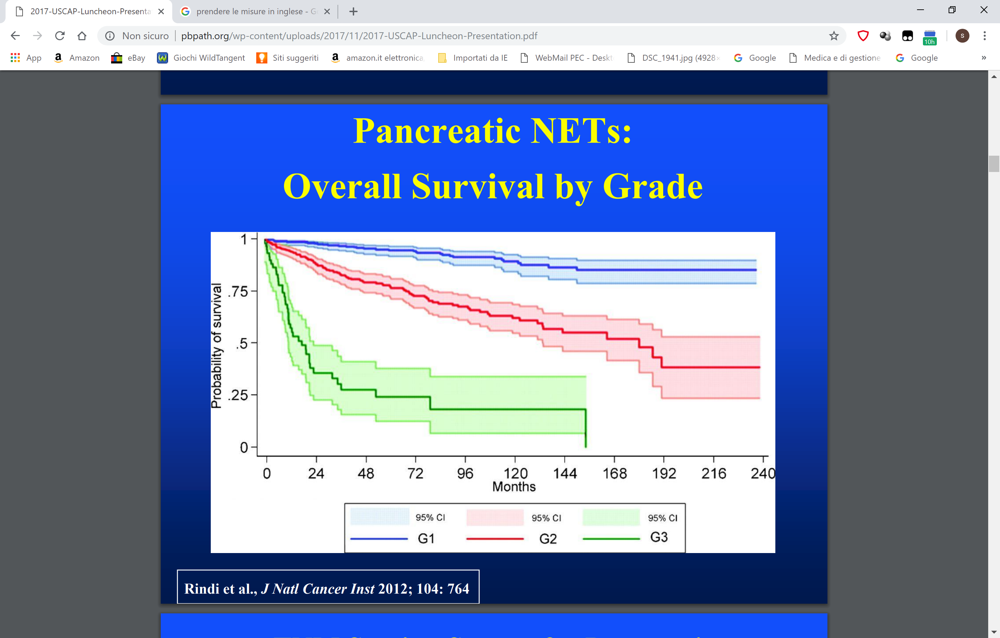 2017-USCAP-Luncheon-Presenta
prendere le misure in inglese - G
Non sicuro
pbpath.org/wp-content/uploads/2017/11/2017-USCAP-Luncheon-Presentation.pdf
10h
s
App
Amazon
eBay
Giochi WildTangent
Siti suggeriti
amazon.it elettronica
Importati da IE
WebMail PEC - Deskt
DSC_1941.jpg (4928×
Google
Medica e di gestione
Google
»
Pancreatic NETs:
Overall Survival by Grade
Probability of survival
1
.75
.5
.25
0
0 24 48 72 96 120 144 168 192 216 240
Months
95% CI 95% CI 95% CI
G1 G2 G3
Rindi et al., J Natl Cancer Inst 2012; 104: 764